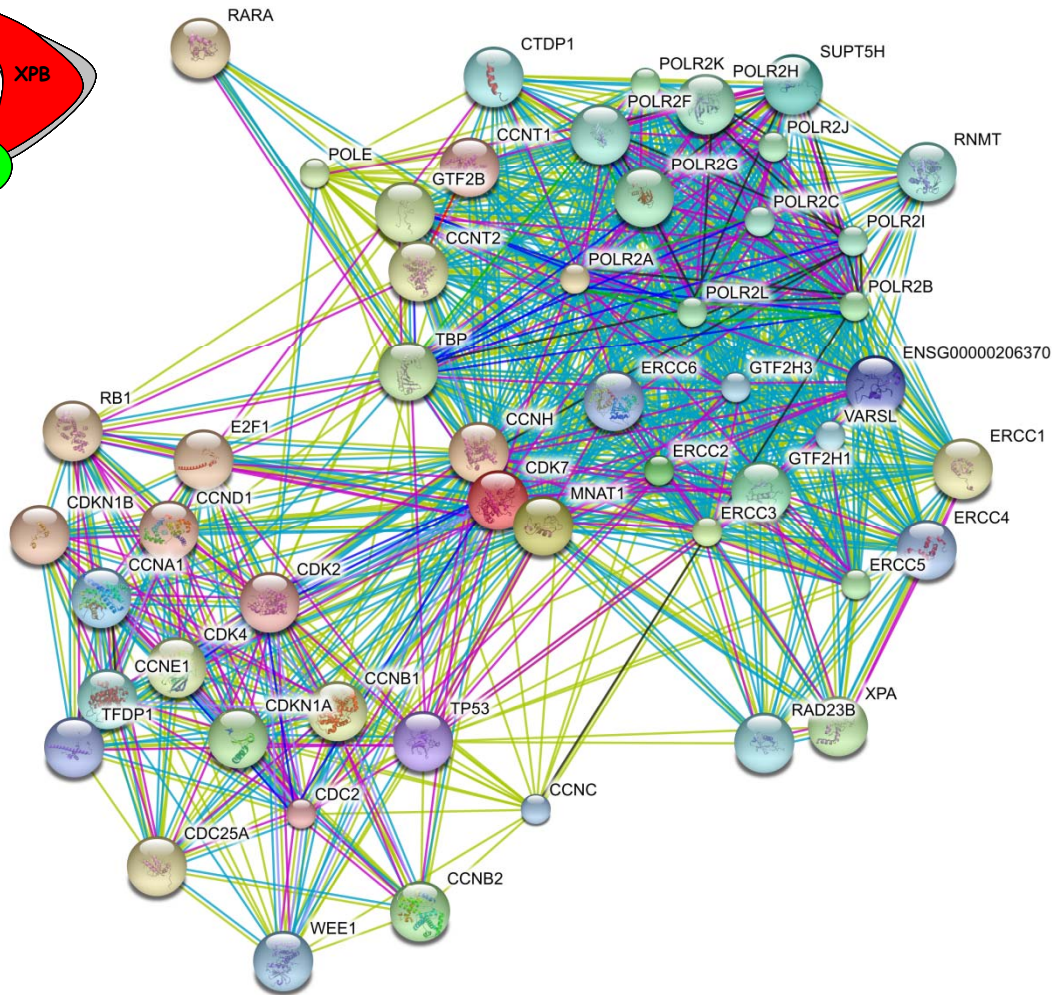 RARA
XPB
CTDP1
POLR2K
POLR2H
SUPT5H
POLR2F
POLR2J
CCNT1
RNMT
POLE
POLR2G
GTF2B
POLR2C
POLR2I
CCNT2
POLR2A
POLR2L
POLR2B
TBP
ENSG00000206370
ERCC6
GTF2H3
RB1
VARSL
E2F1
CCNH
ERCC1
ERCC2
GTF2H1
CDK7
CDKN1B
CCND1
MNAT1
ERCC3
ERCC4
CCNA1
ERCC5
CDK2
CDK4
CCNE1
CCNB1
XPA
TFDP1
CDKN1A
TP53
RAD23B
CDC2
CCNC
CDC25A
CCNB2
WEE1